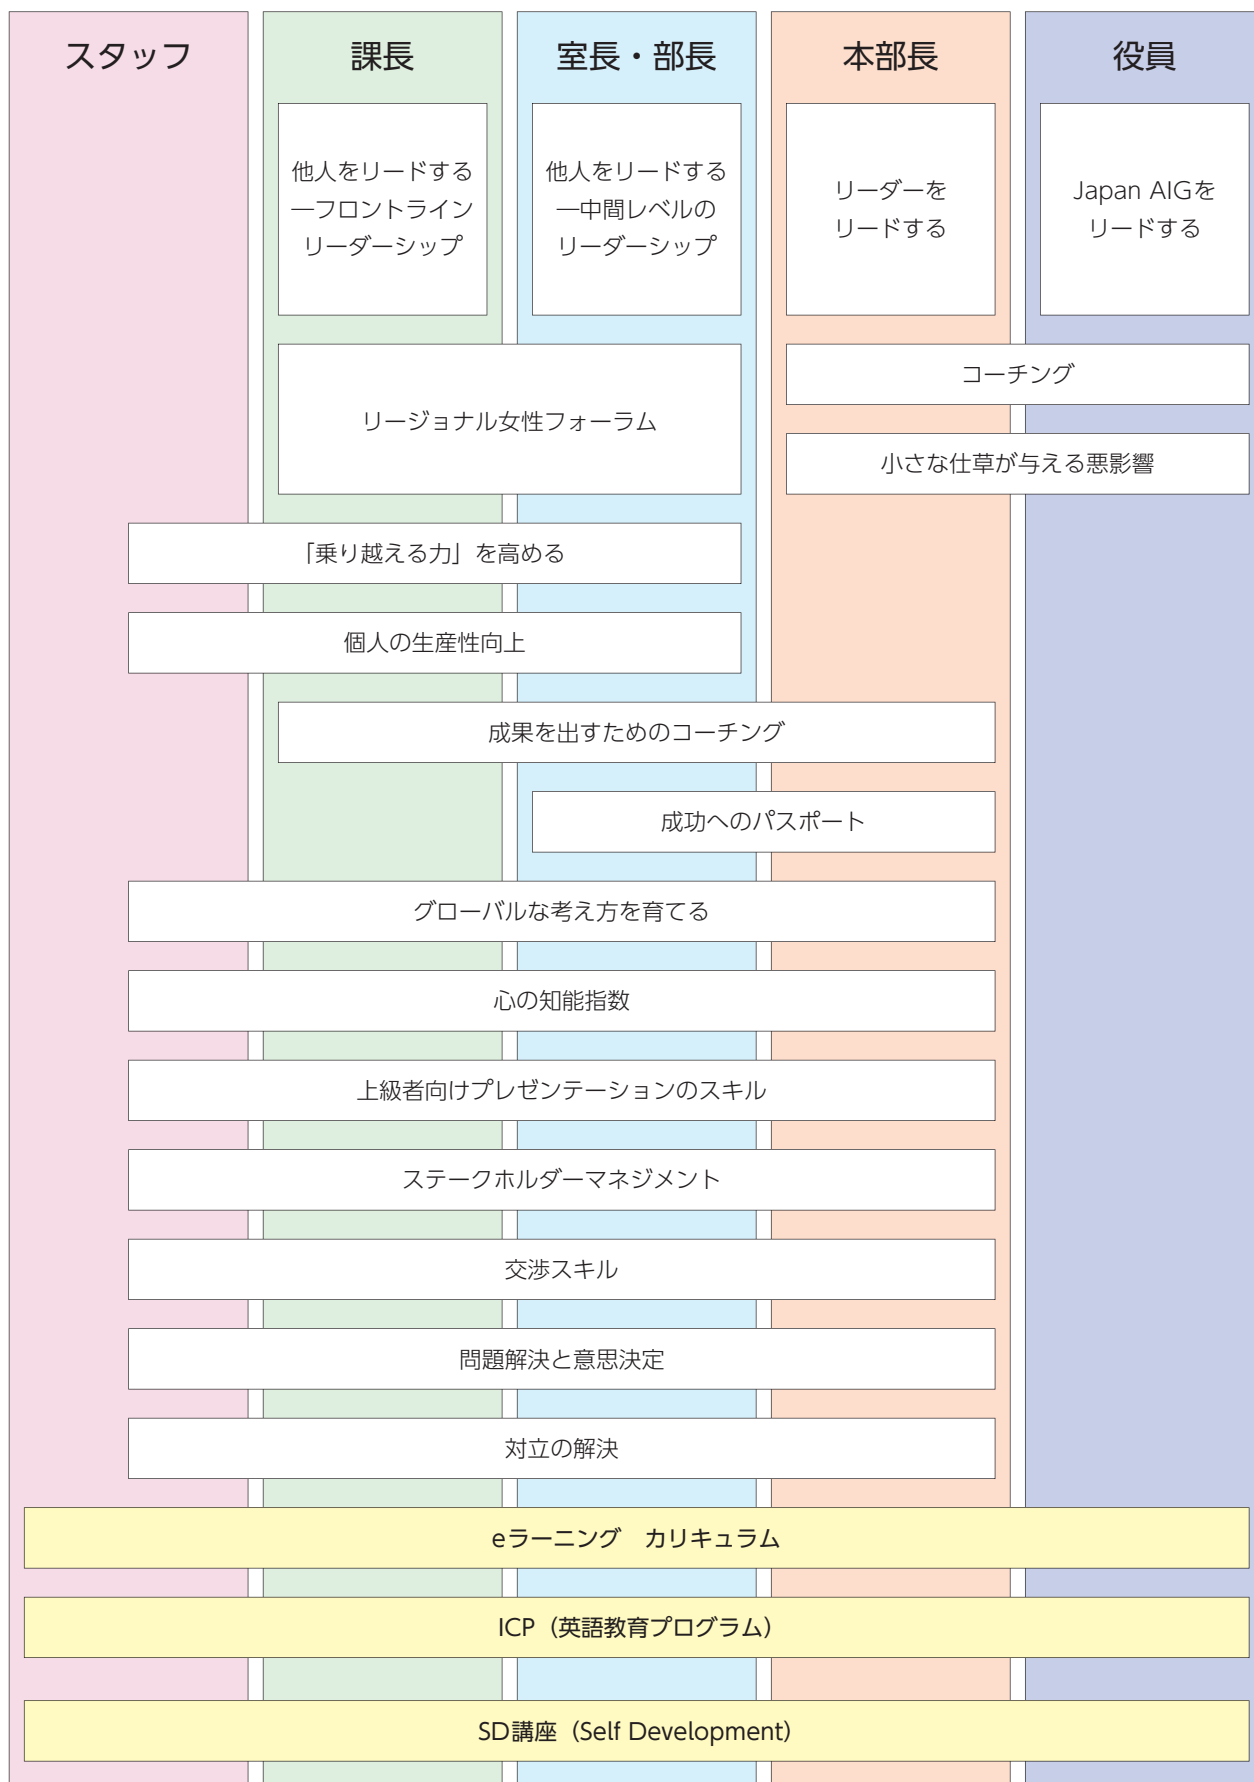 スタッフ
課長
室長・部長
本部長
役員
他人をリードする
―フロントライン
リーダーシップ
他人をリードする
―中間レベルの
リーダーシップ
リーダーを
リードする
Japan AIGを
リードする
リージョナル女性フォーラム
コーチング
小さな仕草が与える悪影響
「乗り越える力」を高める
個人の生産性向上
成果を出すためのコーチング
成功へのパスポート
グローバルな考え方を育てる
心の知能指数
上級者向けプレゼンテーションのスキル
ステークホルダーマネジメント
交渉スキル
問題解決と意思決定
対立の解決
eラーニング　カリキュラム
ICP（英語教育プログラム）
SD講座（Self Development）